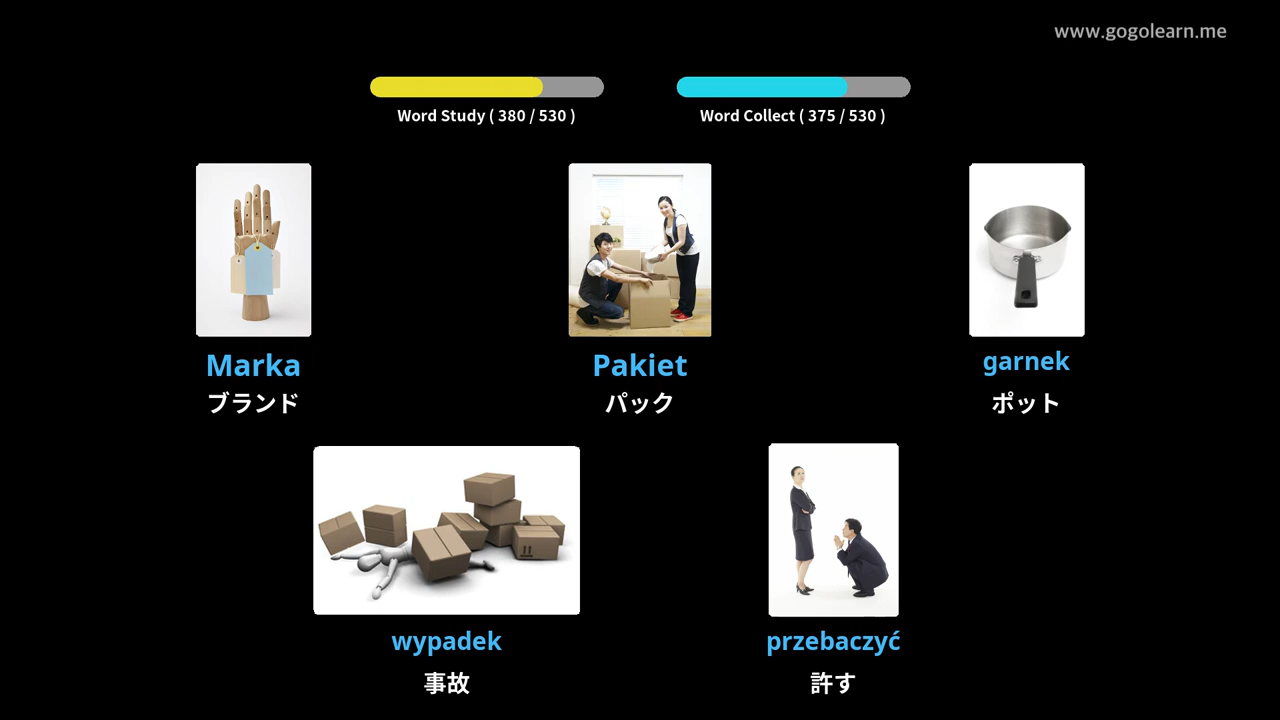 www.gogolearn.me
Word Study ( 380 / 530 )
Word Collect ( 375 / 530 )
Marka
ブランド
Pakiet
パック
garnek
ポット
wypadek
事故
przebaczyć
許す